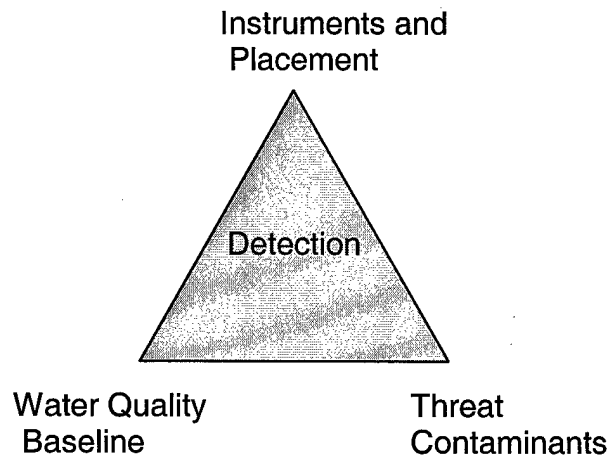 Instruments and
Placement
Detection
Water Quality
Baseline
Threat
Contaminants